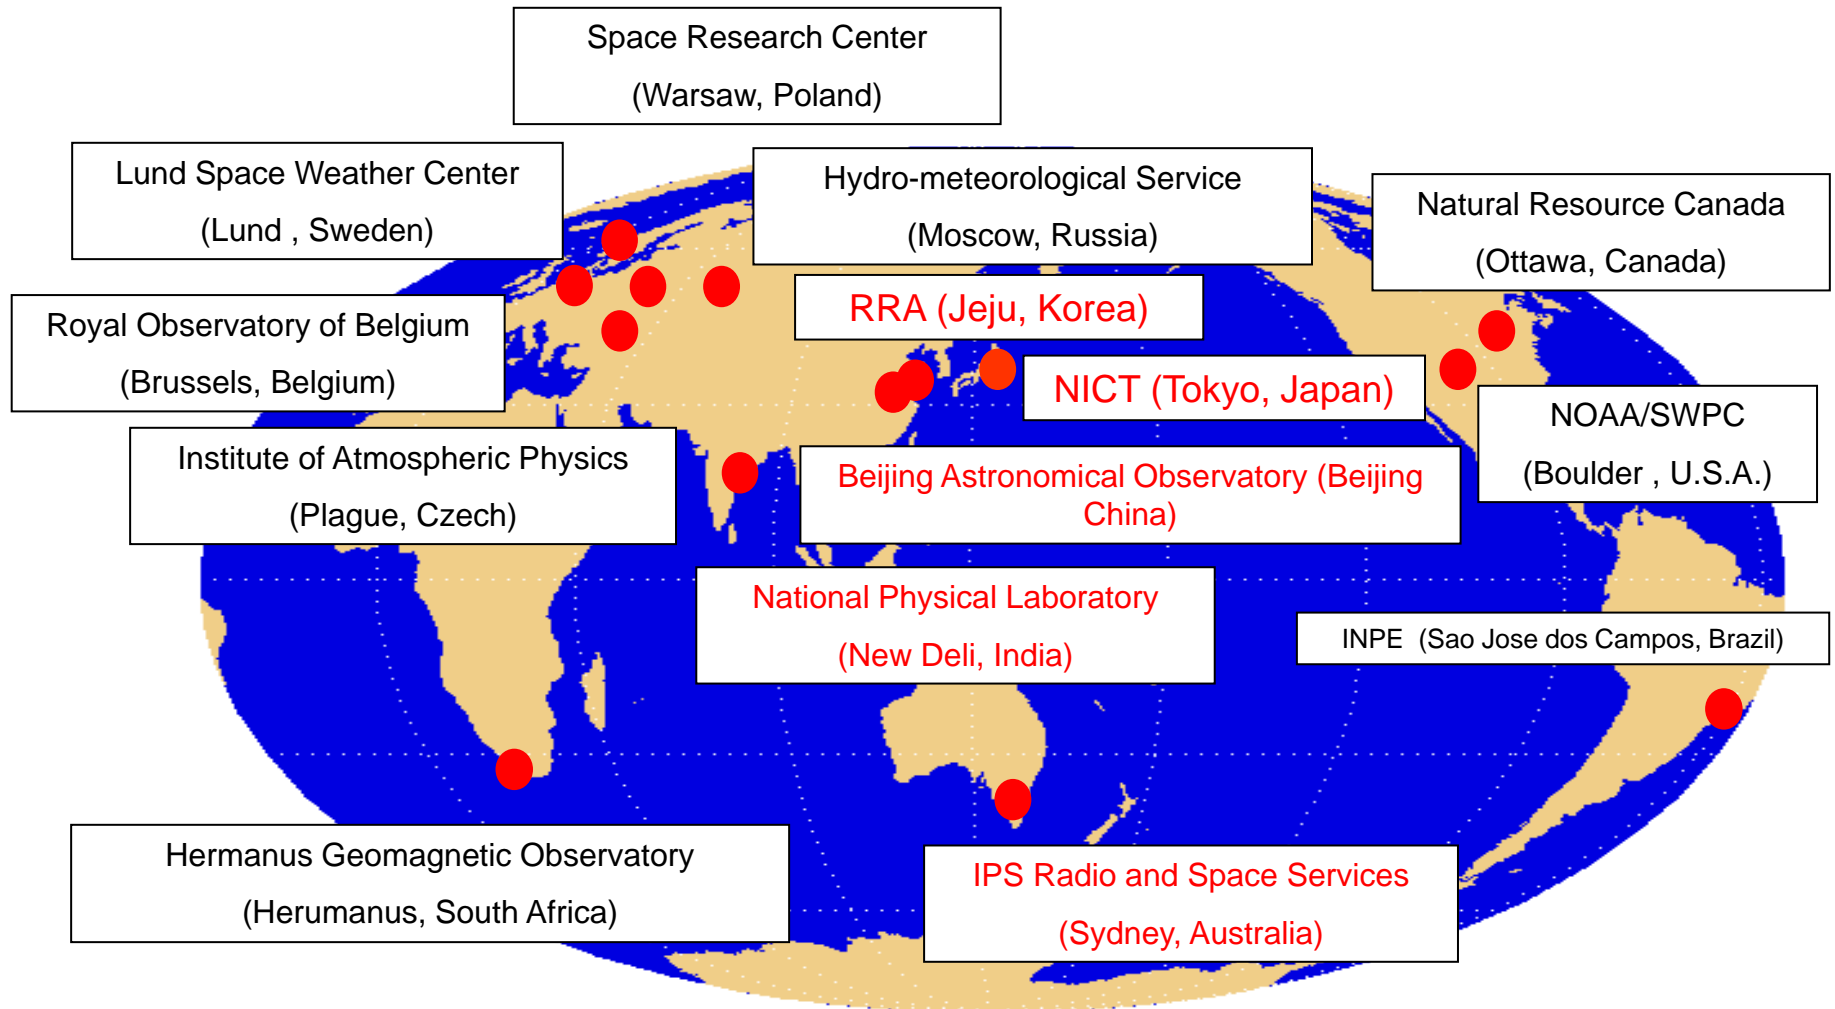 Space Research Center
(Warsaw, Poland)
Lund Space Weather Center
(Lund , Sweden)
Hydro-meteorological Service
(Moscow, Russia)
Natural Resource Canada
(Ottawa, Canada)
Royal Observatory of Belgium
(Brussels, Belgium)
RRA (Jeju, Korea)
NICT (Tokyo, Japan)
NOAA/SWPC
(Boulder , U.S.A.)
Institute of Atmospheric Physics
(Plague, Czech)
Beijing Astronomical Observatory (Beijing
China)
National Physical Laboratory
(New Deli, India)
INPE (Sao Jose dos Campos, Brazil)
Hermanus Geomagnetic Observatory
(Herumanus, South Africa)
IPS Radio and Space Services
(Sydney, Australia)